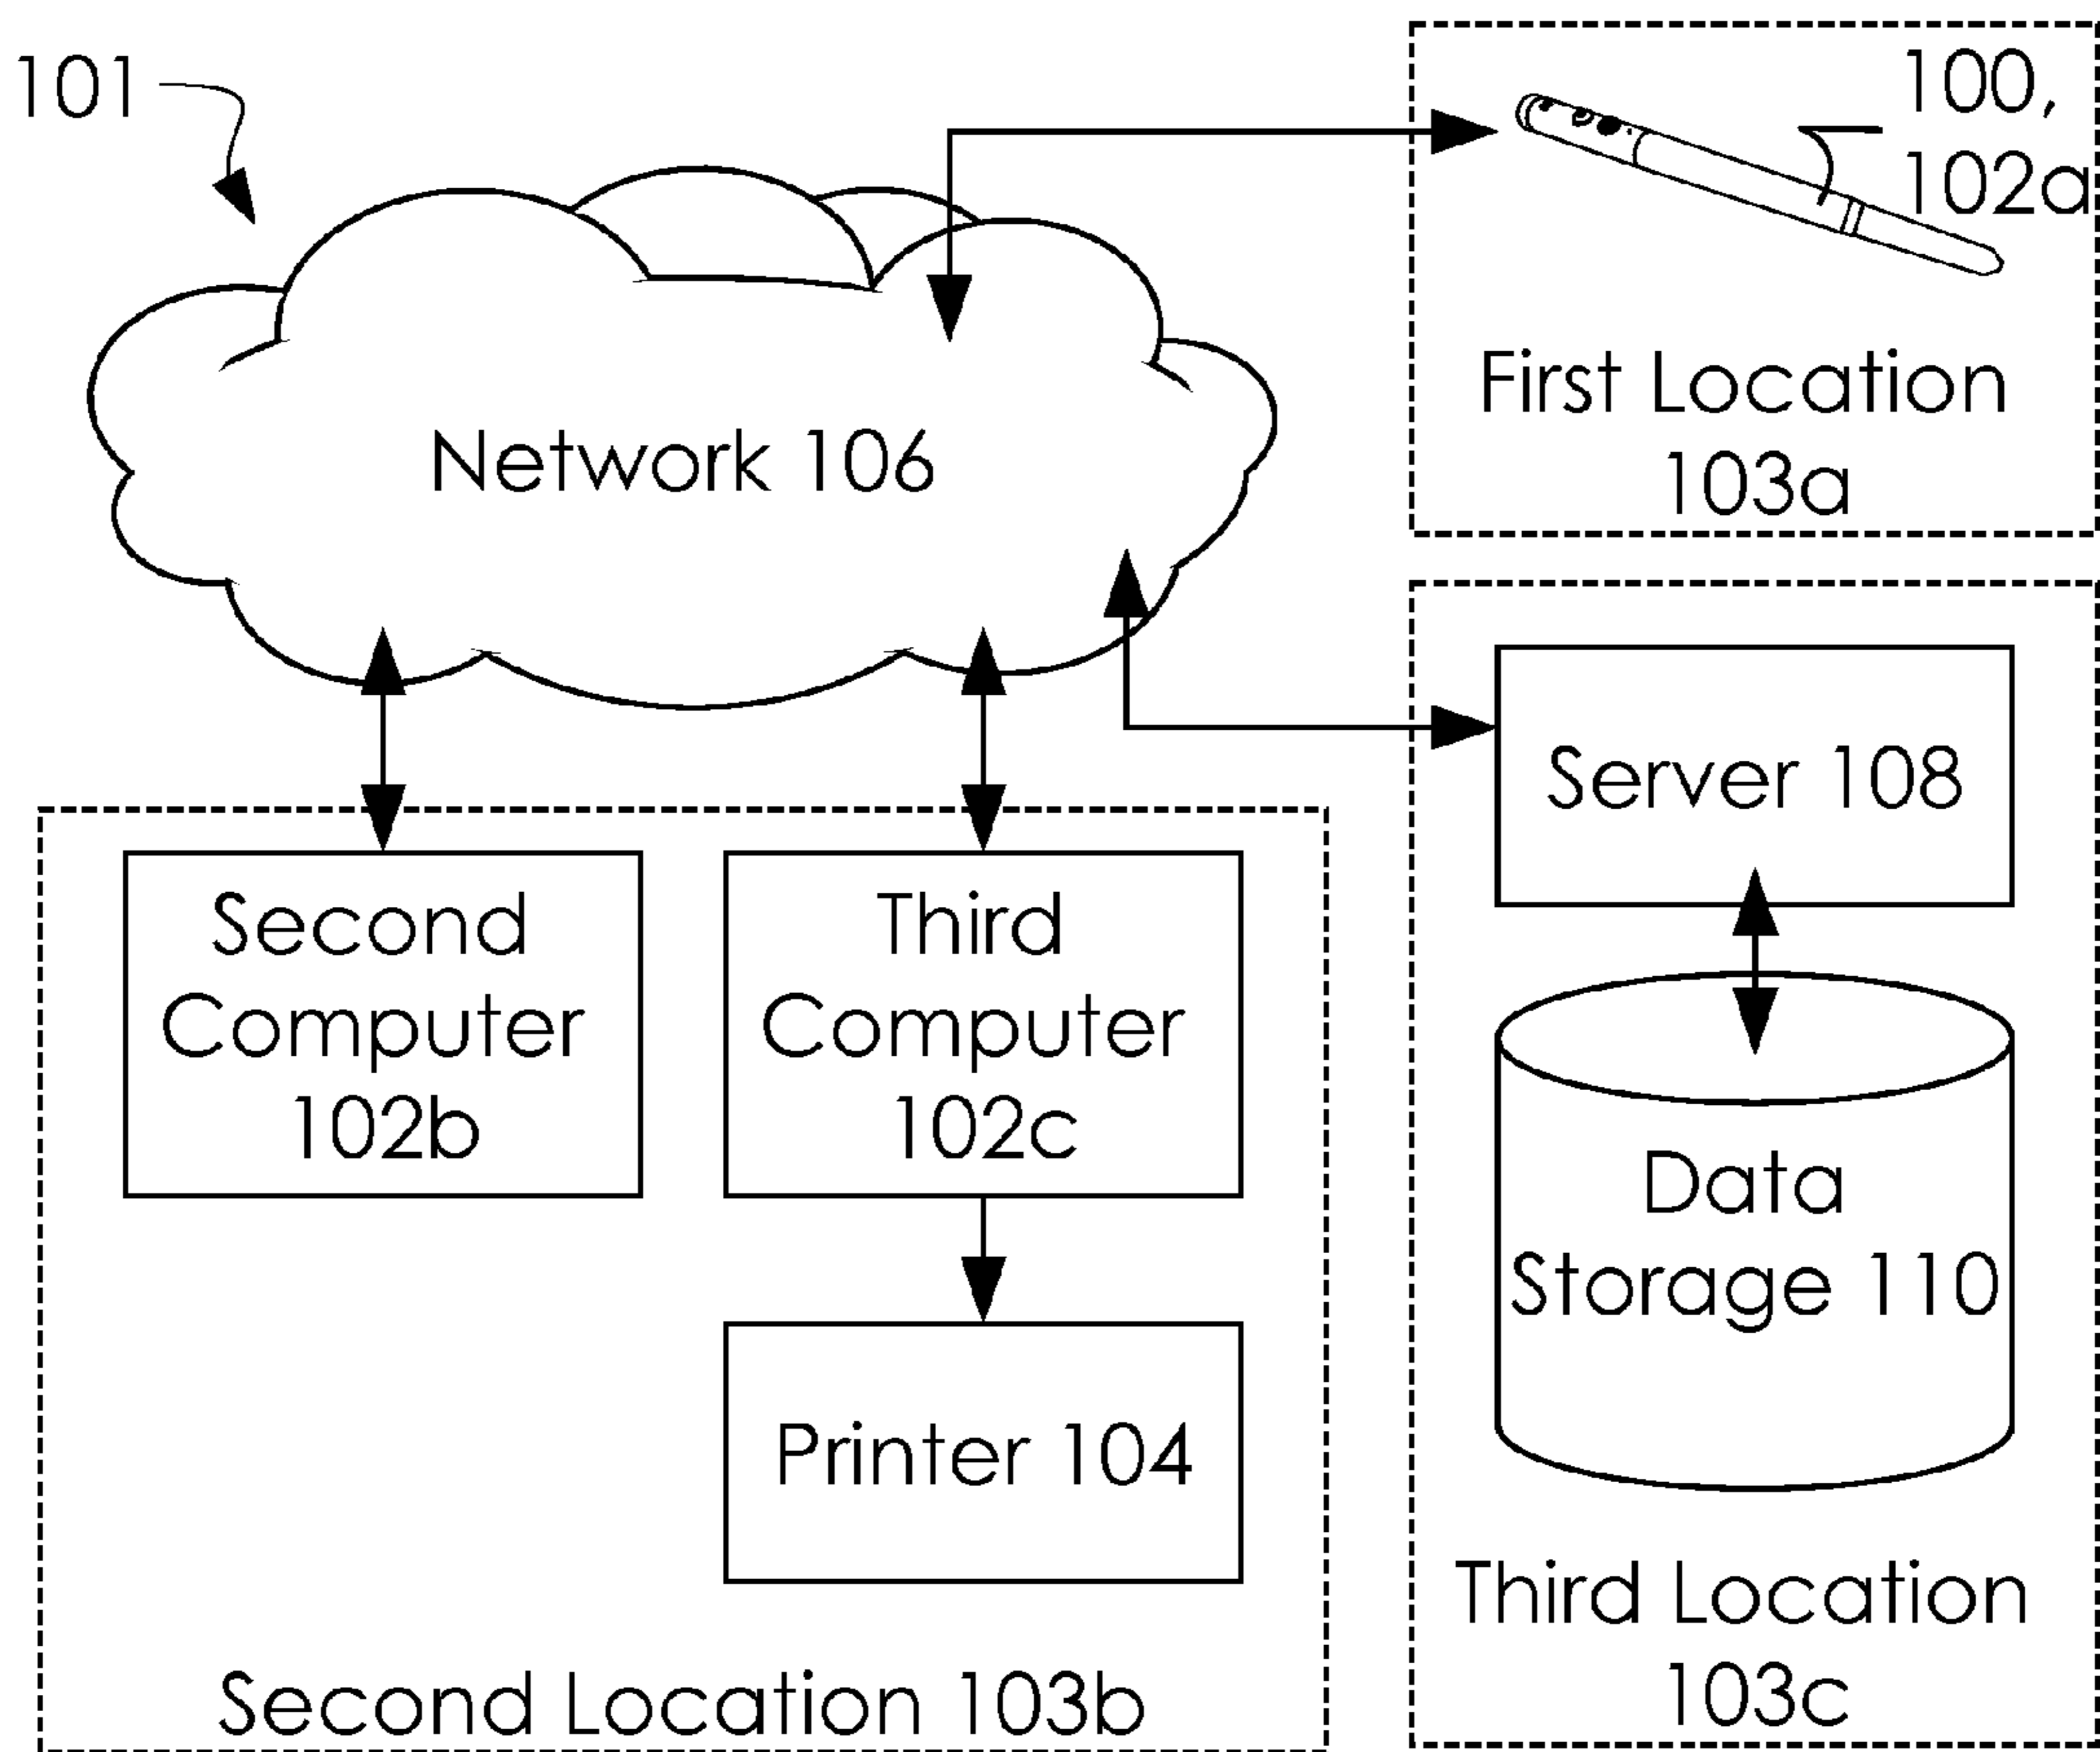 101
100,
102a
First Location
103a
Network 106
Server 108
Second
Computer
102b
Third
Computer
102c
Data
Storage 110
Printer 104
Third Location
103c
Second Location 103b